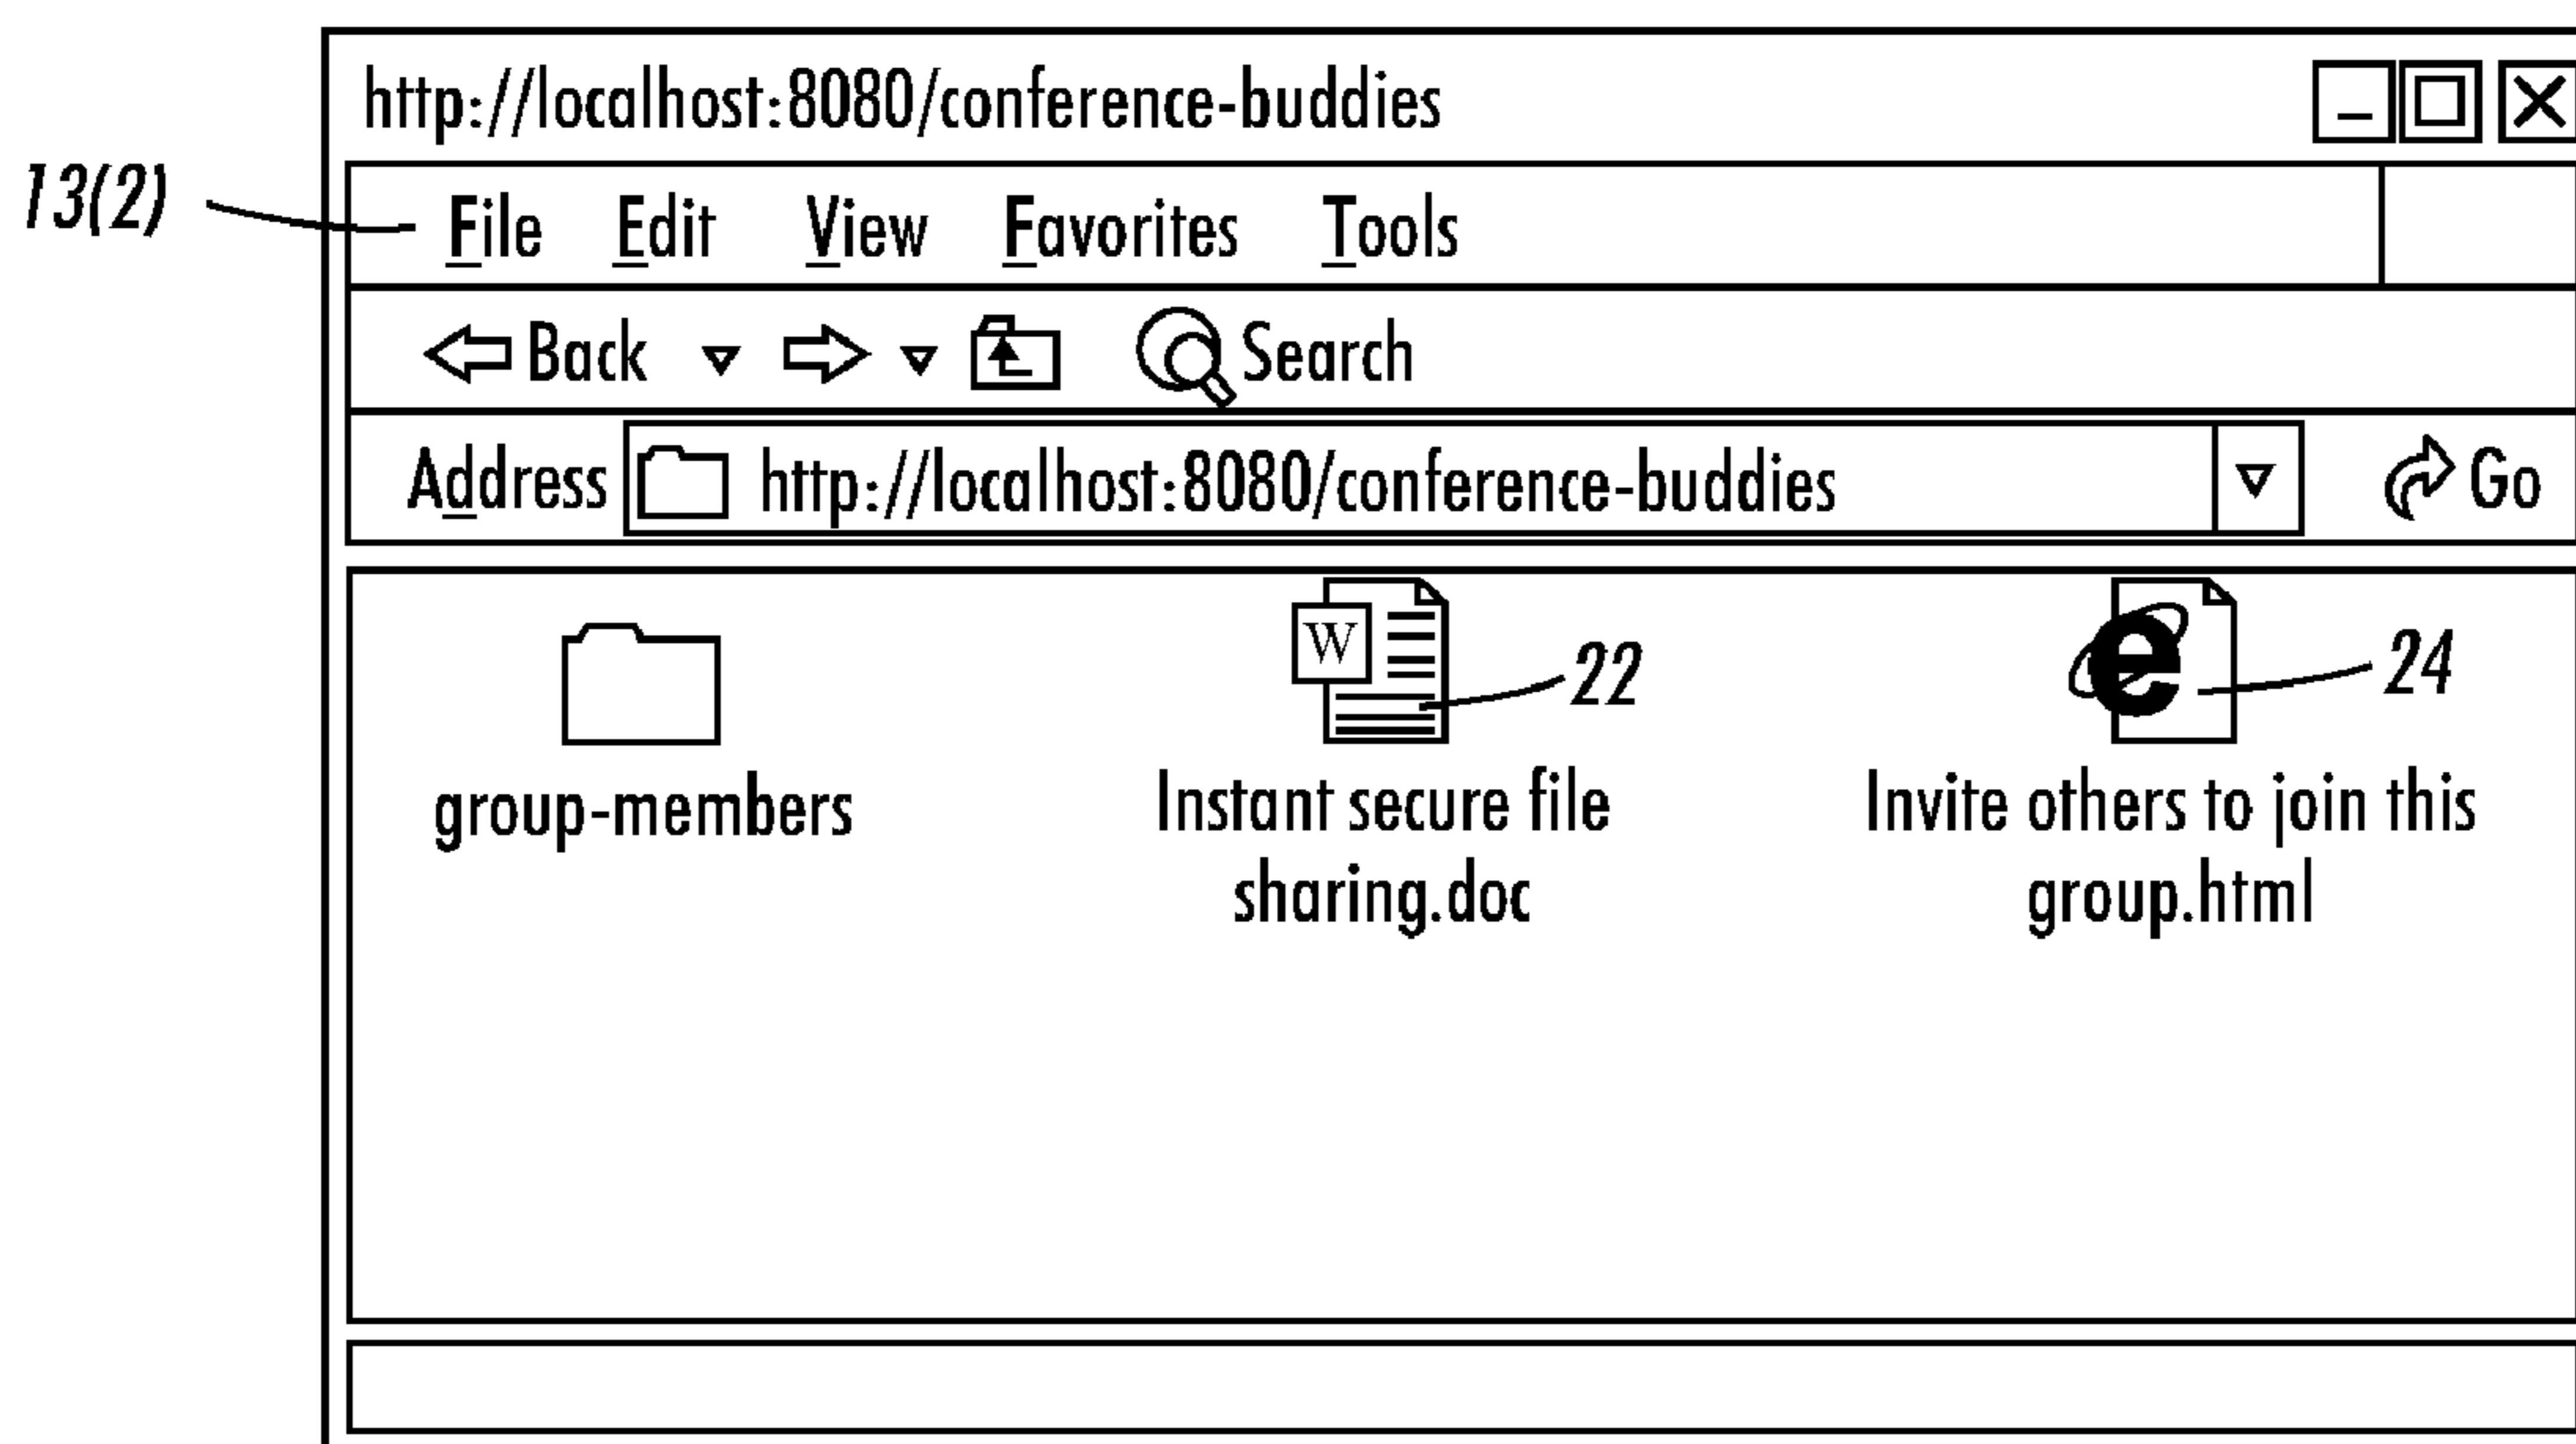 http://localhost:8080/conference-buddies
13(2)
File Edit View Favorites Tools
Back Search
Address http://localhost:8080/conference-buddies Go
W
22
e
24
group-members
Instant secure file
sharing.doc
Invite others to join this
group.html